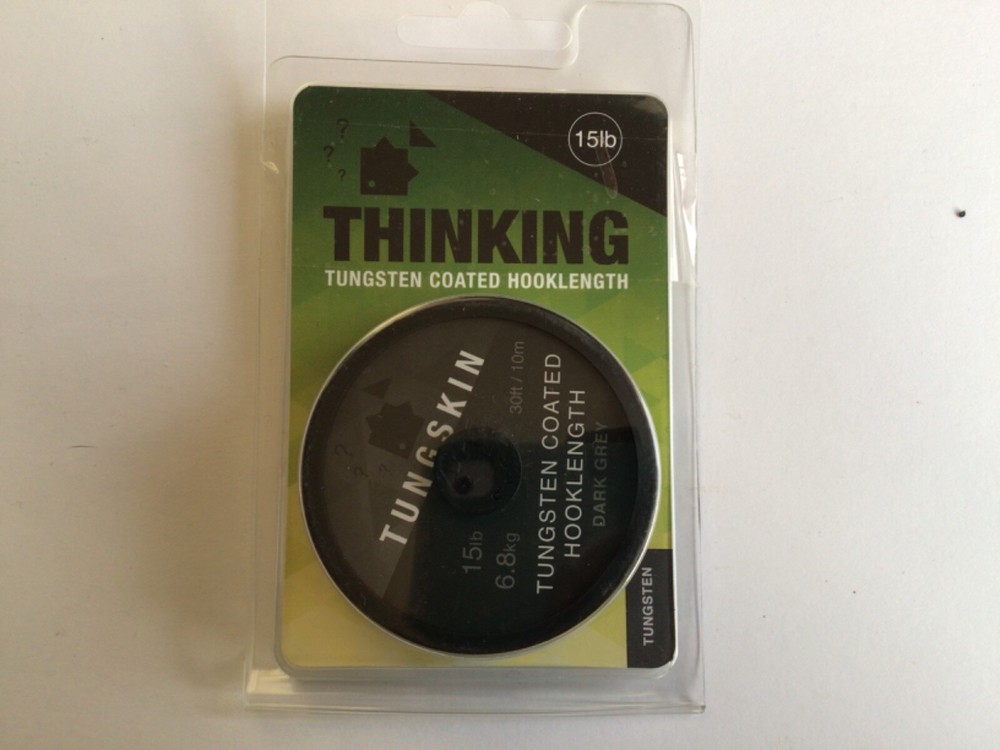 15lb
? ? ?
THINKING
TUNGSTEN COATED HOOKLENGTH
TUNGSKIN
? ? ?
15lb
6.8kg
30ft / 10m
TUNGSTEN COATED
HOOKLENGTH
DARK GREY
TUNGSTEN